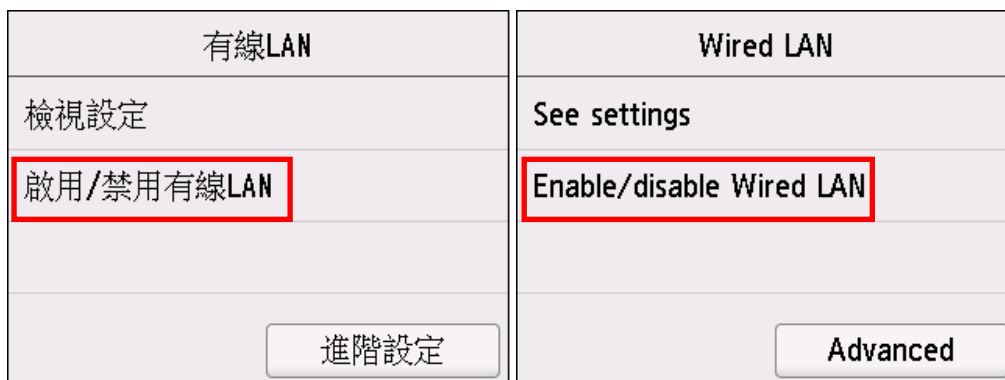 有線LAN
檢視設定
啟用/禁用有線LAN
進階設定
Wired LAN
See settings
Enable/disable Wired LAN
Advanced